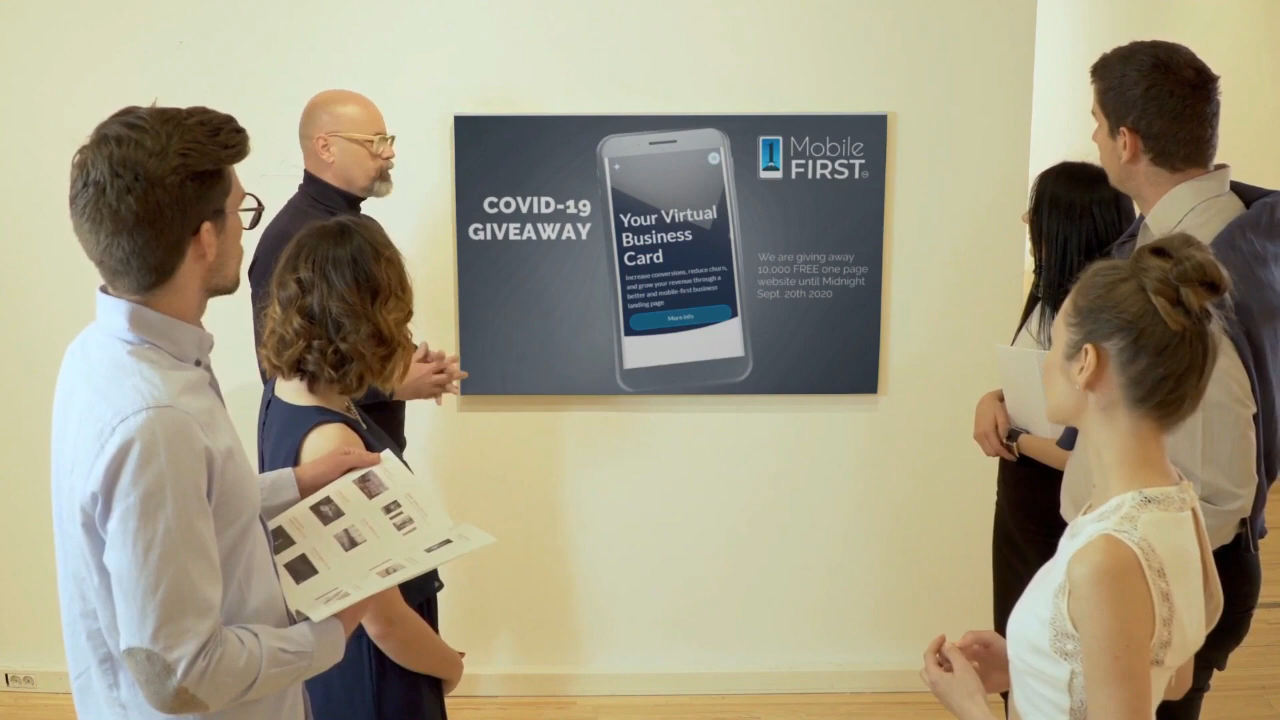 COVID-19
GIVEAWAY
Your Virtual
Business
Card
Increase conversions, reduce churn,
and grow your revenue through a
better and mobile-first business
landing page
More Info
1
Mobile
FIRST
We are giving away
10,000 FREE one page
website until Midnight
Sept. 20th 2020